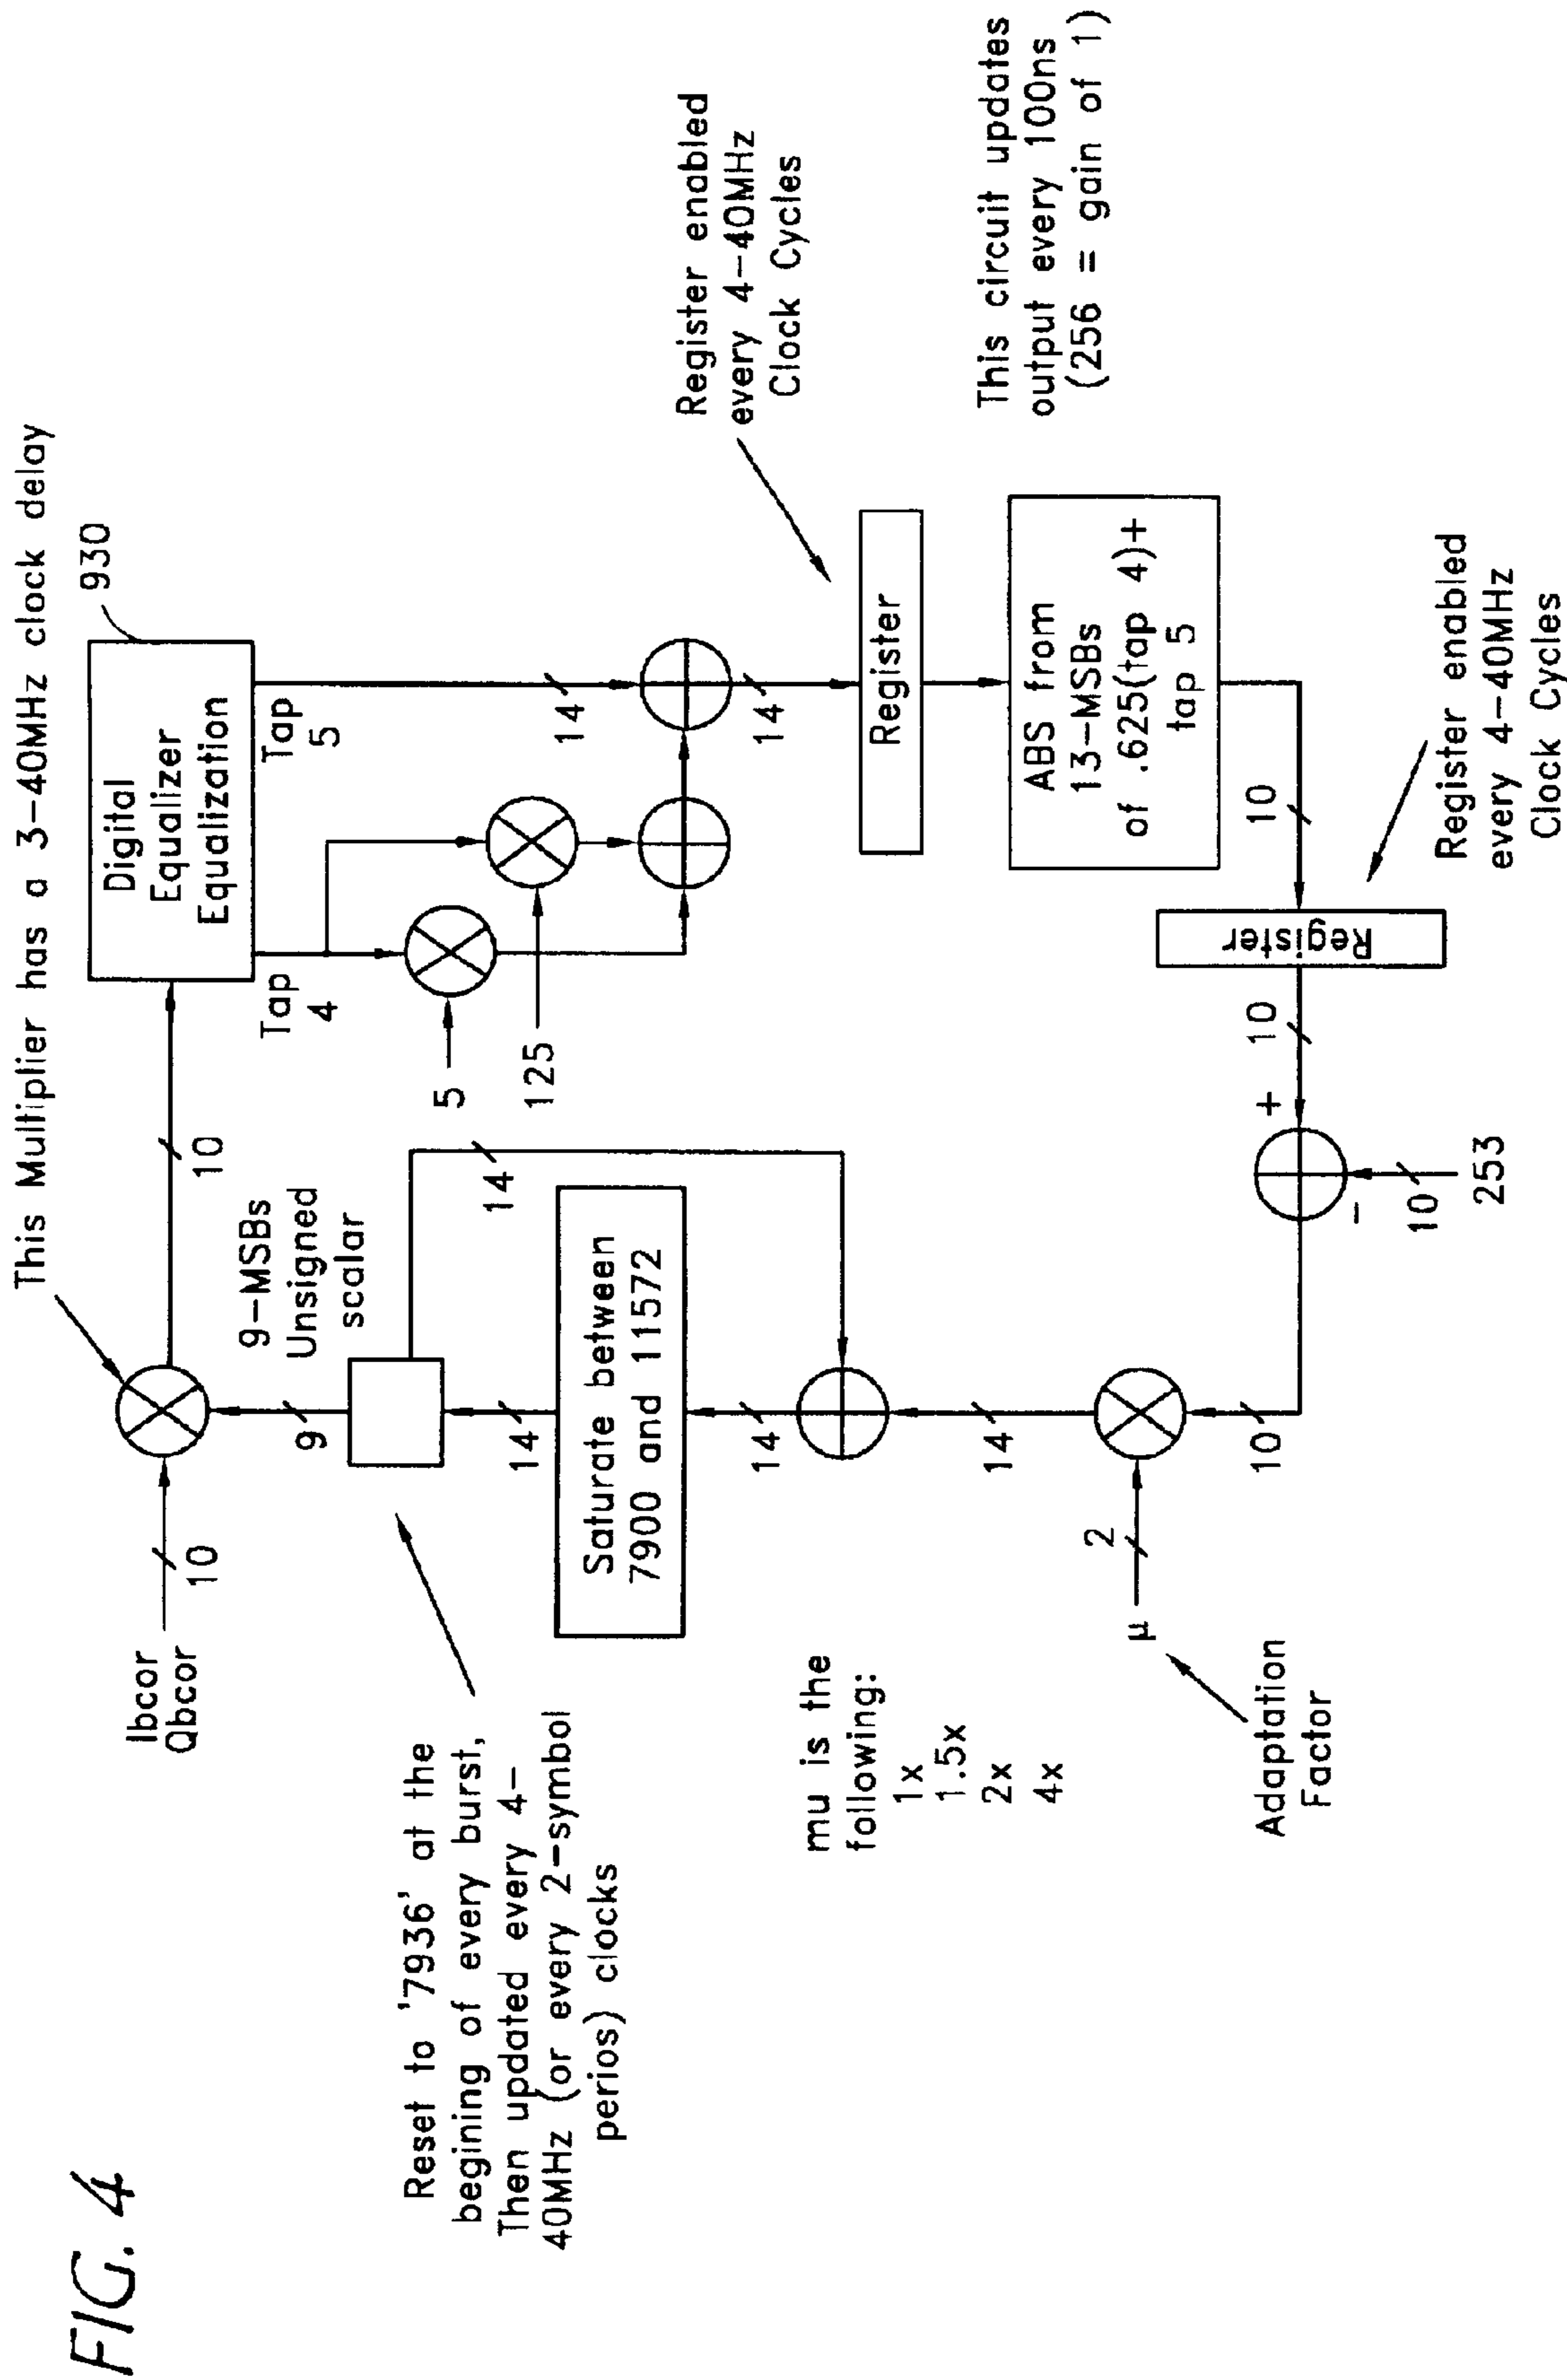 FIG. 4
This Multiplier has a 3-40MHz clock delay
Ibcor
Qbcor
10
10
930
Digital
Equalizer
Equalization
Tap
4
Tap
5
9-MSBs
Unsigned
scalar
9
14
14
Reset to '7936' at the
begining of every burst,
Then updated every 4-
40MHz (or every 2-symbol
perios) clocks
Saturate between
7900 and 11572
5
125
14
14
Register enabled
every 4-40MHz
Clock Cycles
Register
14
ABS from
13-MSBs
of .625(tap 4)+
tap 5
This circuit updates
output every 100ns
(256 = gain of 1)
mu is the
following:
1x
1.5x
2x
4x
14
2
μ
Adaptation
Factor
10
+
-
10
253
10
Register
10
Register enabled
every 4-40MHz
Clock Cycles